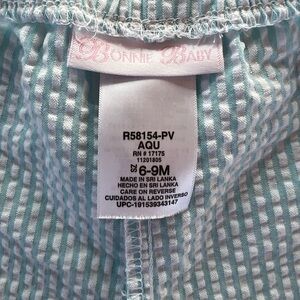 BONNIE BABY
R58154-PV
AQU
RN # 17175
11201805
SZ 6-9M
MADE IN SRI LANKA
HECHO EN SRI LANKA
CARE ON REVERSE
CUIDADOS AL LADO INVERSO
UPC-191539343147